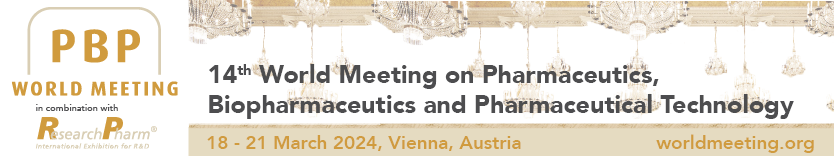 PBP
WORLD MEETING
in combination with
ResearchPharm®
International Exhibition for R&D
14th World Meeting on Pharmaceutics,
Biopharmaceutics and Pharmaceutical Technology
18 - 21 March 2024, Vienna, Austria
worldmeeting.org